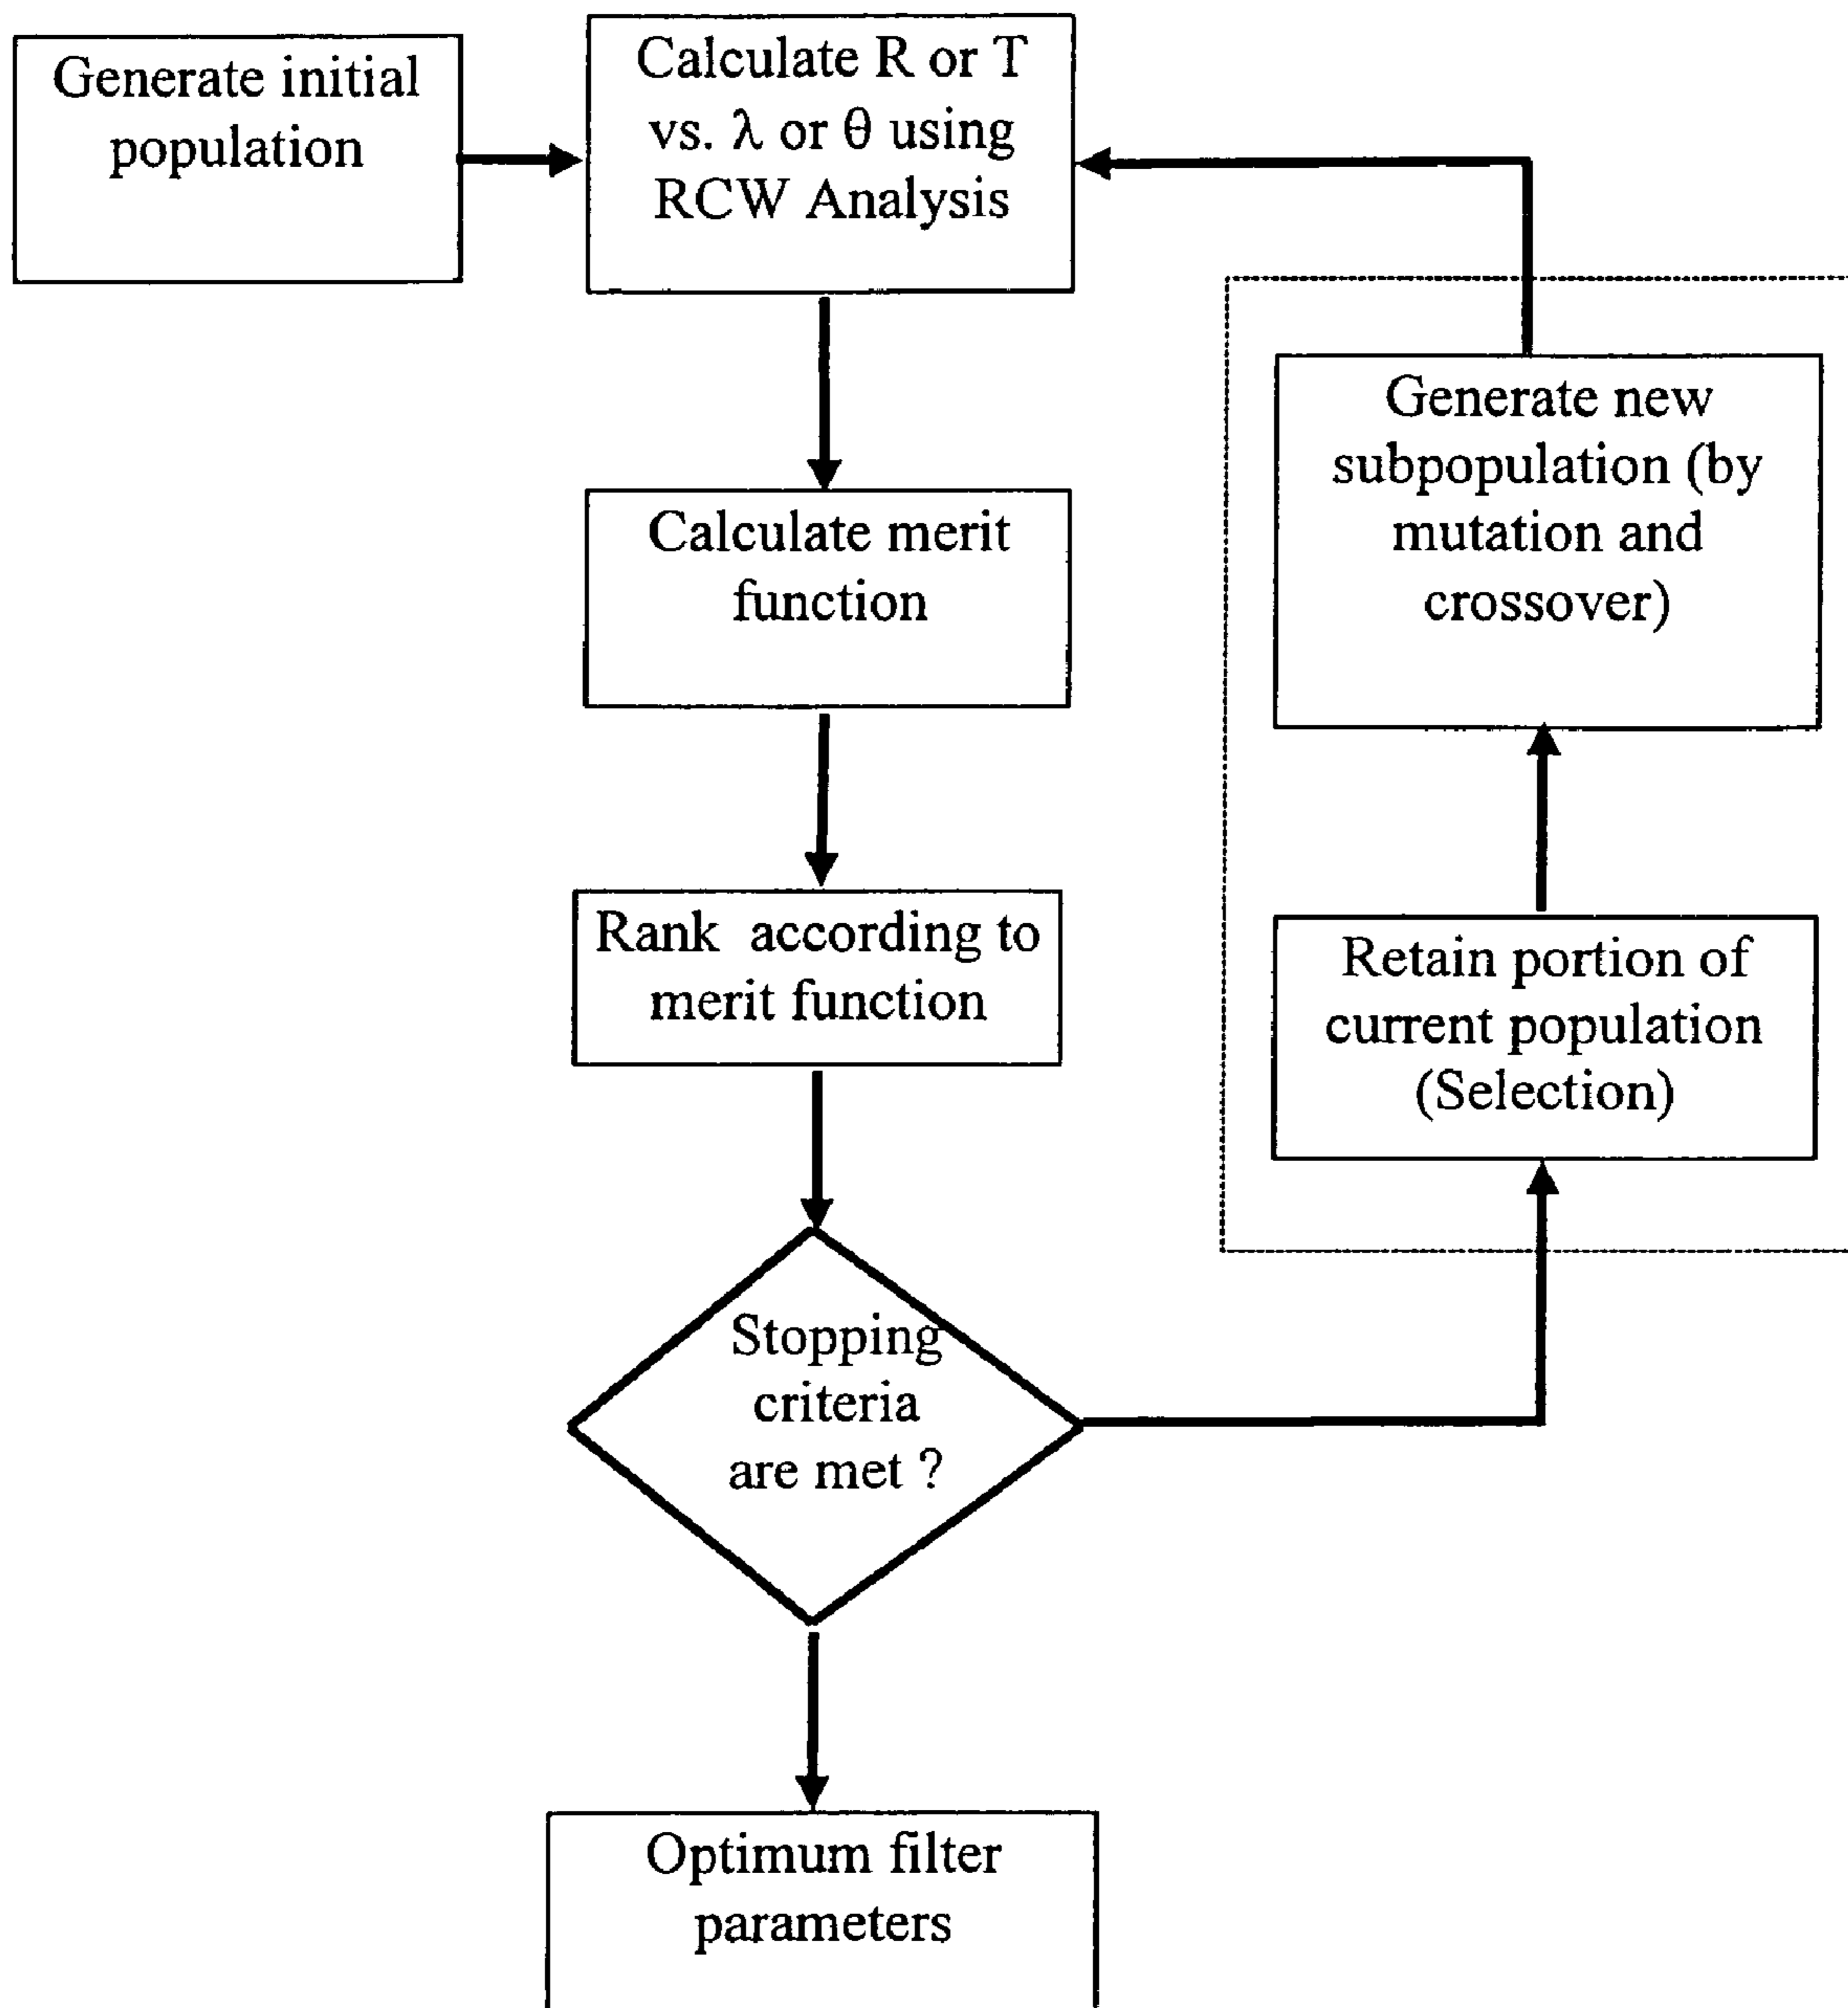 Generate initial
population
Calculate R or T
vs. λ or θ using
RCW Analysis
Calculate merit
function
Rank according to
merit function
Stopping
criteria
are met ?
Optimum filter
parameters
Generate new
subpopulation (by
mutation and
crossover)
Retain portion of
current population
(Selection)